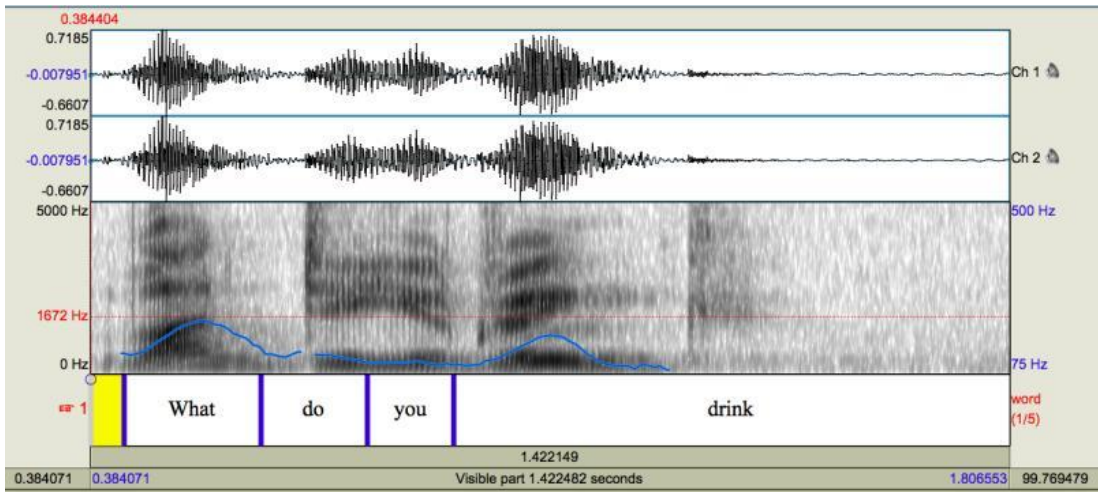 0.384404
0.7185
-0.007951
-0.6607
Ch 1
0.7185
-0.007951
-0.6607
Ch 2
5000 Hz
500 Hz
1672 Hz
0 Hz
75 Hz
1
What do you drink
word
(1/5)
1.422149
0.384071 0.384071 Visible part 1.422482 seconds 1.806553 99.769479